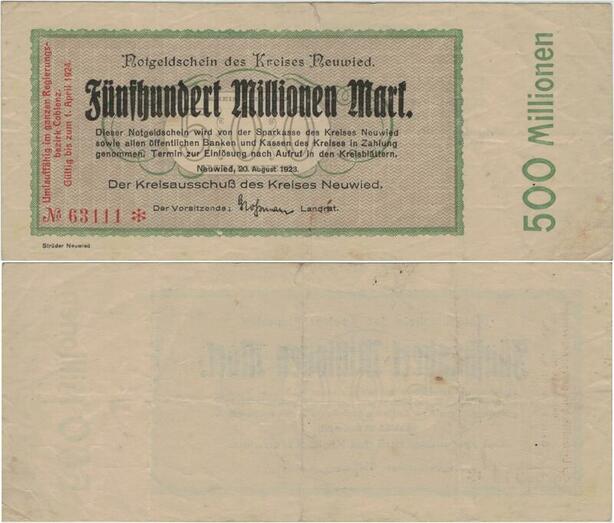 Notgeldschein des Kreises Neuwied.
Fünfhundert Millionen Mark.
Dieser Notgeldschein wird von der Sparkasse des Kreises Neuwied
sowie allen öffentlichen Banken und Kassen des Kreises in Zahlung
genommen. Termin zur Einlösung nach Aufruf in den Kreisblättern.
Neuwied, 20. August 1923.
Der Kreisausschuß des Kreises Neuwied.
Der Vorsitzende: Landrat.
Umlauffähig im ganzen Regierungs-
bezirk Coblenz.
Gültig bis zum 1. April 1924.
№ 63111 *
Strüder Neuwied
500 Millionen